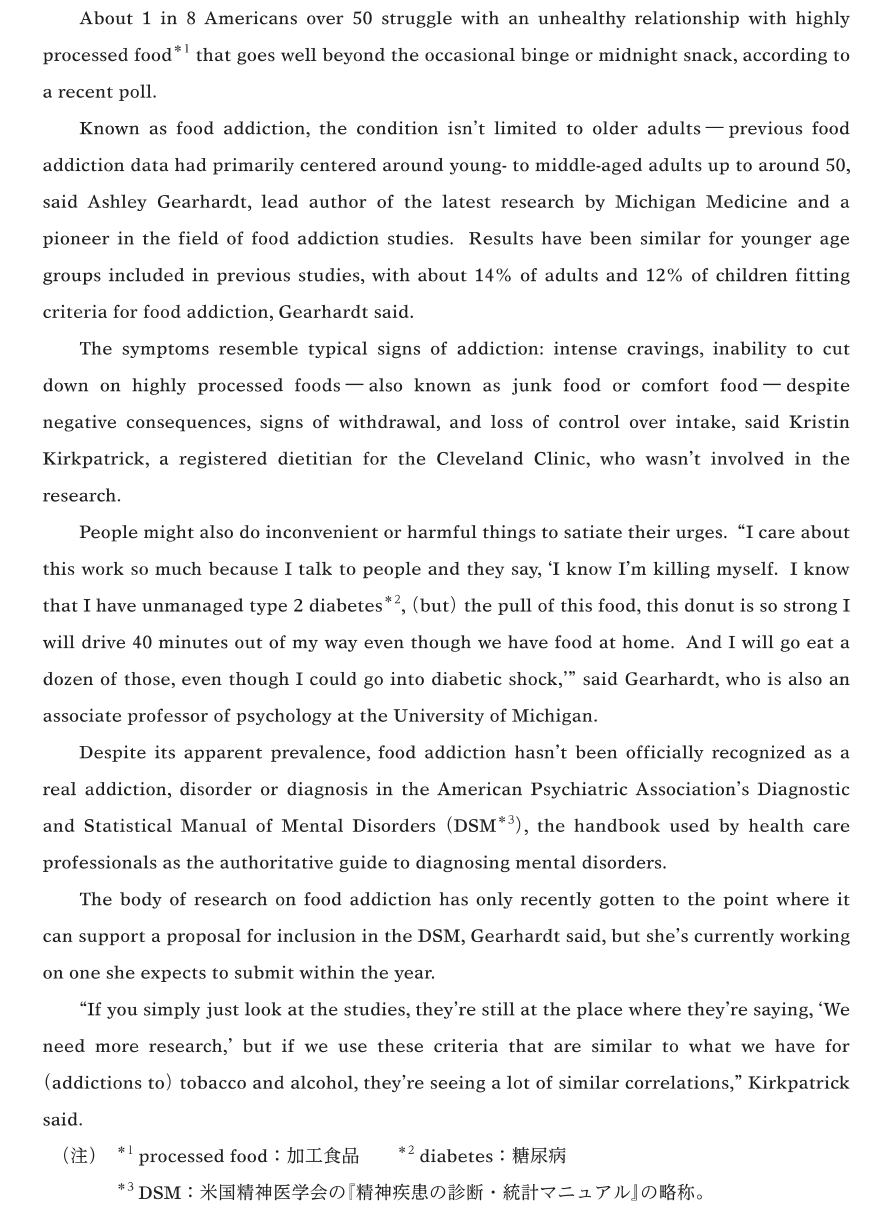 About 1 in 8 Americans over 50 struggle with an unhealthy relationship with highly
processed food*1 that goes well beyond the occasional binge or midnight snack, according to
a recent poll.
Known as food addiction, the condition isn't limited to older adults — previous food
addiction data had primarily centered around young- to middle-aged adults up to around 50,
said Ashley Gearhardt, lead author of the latest research by Michigan Medicine and a
pioneer in the field of food addiction studies. Results have been similar for younger age
groups included in previous studies, with about 14% of adults and 12% of children fitting
criteria for food addiction, Gearhardt said.
The symptoms resemble typical signs of addiction: intense cravings, inability to cut
down on highly processed foods — also known as junk food or comfort food — despite
negative consequences, signs of withdrawal, and loss of control over intake, said Kristin
Kirkpatrick, a registered dietitian for the Cleveland Clinic, who wasn't involved in the
research.
People might also do inconvenient or harmful things to satiate their urges. “I care about
this work so much because I talk to people and they say, ‘I know I'm killing myself. I know
that I have unmanaged type 2 diabetes*2, (but) the pull of this food, this donut is so strong I
will drive 40 minutes out of my way even though we have food at home. And I will go eat a
dozen of those, even though I could go into diabetic shock,’” said Gearhardt, who is also an
associate professor of psychology at the University of Michigan.
Despite its apparent prevalence, food addiction hasn't been officially recognized as a
real addiction, disorder or diagnosis in the American Psychiatric Association's Diagnostic
and Statistical Manual of Mental Disorders (DSM*3), the handbook used by health care
professionals as the authoritative guide to diagnosing mental disorders.
The body of research on food addiction has only recently gotten to the point where it
can support a proposal for inclusion in the DSM, Gearhardt said, but she's currently working
on one she expects to submit within the year.
“If you simply just look at the studies, they're still at the place where they're saying, ‘We
need more research,’ but if we use these criteria that are similar to what we have for
(addictions to) tobacco and alcohol, they're seeing a lot of similar correlations,” Kirkpatrick
said.
(注) *1 processed food：加工食品 *2 diabetes：糖尿病
*3 DSM：米国精神医学会の『精神疾患の診断・統計マニュアル』の略称。